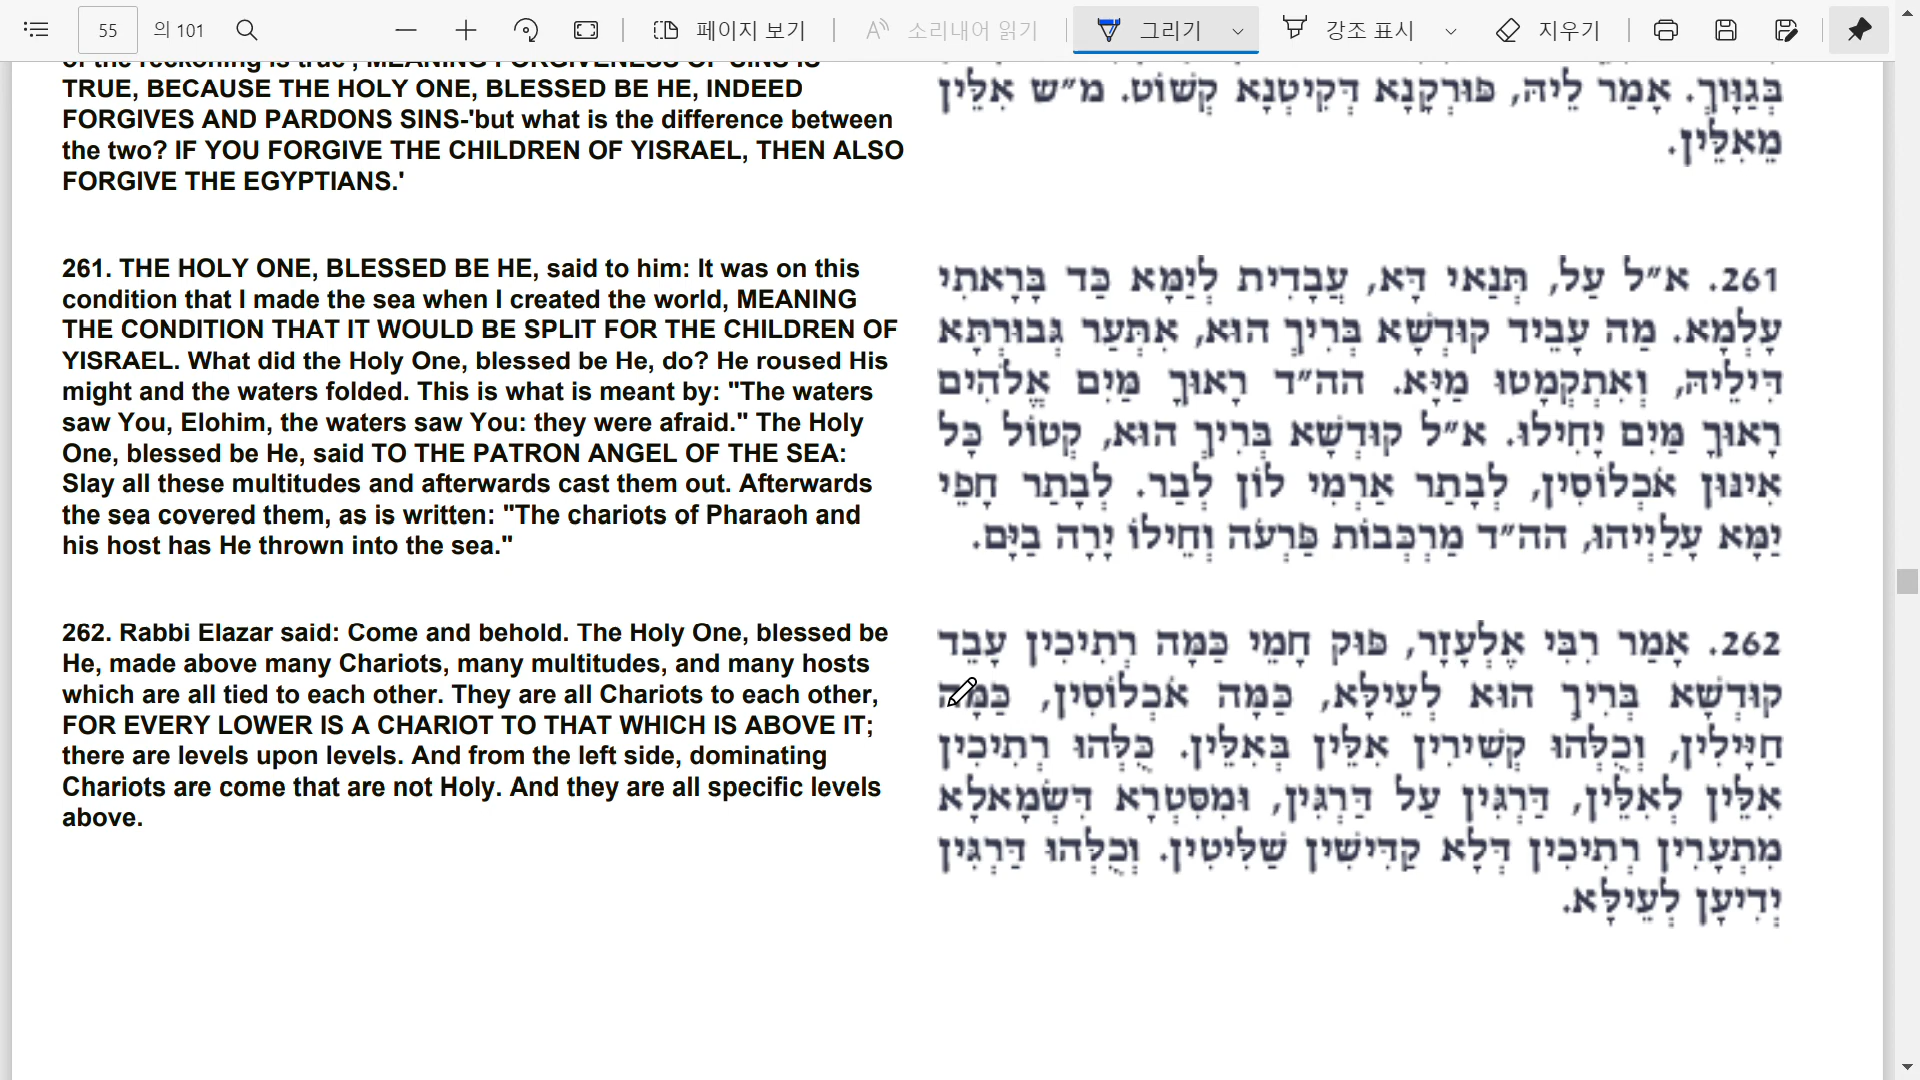 55 의 101 페이지 보기 소리내어 읽기 그리기 강조 표시 지우기
of the reckoning is true', MEANING FORGIVENESS OF SINS IS
TRUE, BECAUSE THE HOLY ONE, BLESSED BE HE, INDEED
FORGIVES AND PARDONS SINS-'but what is the difference between
the two? IF YOU FORGIVE THE CHILDREN OF YISRAEL, THEN ALSO
FORGIVE THE EGYPTIANS.'
בְּגַוָּוךְ. אָמַר לֵיהּ, פּוּרְקָנָא דְּקִיטְנָא קְשׁוֹט. מ״ש אִלֵּין
מֵאִלֵּין.
261. THE HOLY ONE, BLESSED BE HE, said to him: It was on this
condition that I made the sea when I created the world, MEANING
THE CONDITION THAT IT WOULD BE SPLIT FOR THE CHILDREN OF
YISRAEL. What did the Holy One, blessed be He, do? He roused His
might and the waters folded. This is what is meant by: "The waters
saw You, Elohim, the waters saw You: they were afraid." The Holy
One, blessed be He, said TO THE PATRON ANGEL OF THE SEA:
Slay all these multitudes and afterwards cast them out. Afterwards
the sea covered them, as is written: "The chariots of Pharaoh and
his host has He thrown into the sea."
261. א״ל עַל, תְּנַאי דָּא, עֲבָדִית לְיַמָּא כַּד בָּרָאתִי
עָלְמָא. מַה עָבֵיד קוּדְשָׁא בְּרִיךְ הוּא, אִתְּעַר גְּבוּרְתָּא
דִּילֵיהּ, וְאִתְקְמָטוּ מַיָּא. הה״ד רָאוּךָ מַּיִם אֱלֹהִים
רָאוּךָ מַּיִם יָחִילוּ. א״ל קוּדְשָׁא בְּרִיךְ הוּא, קְטוֹל כָּל
אִינּוּן אֹכְלוֹסִין, לְבָתַר אַרְמִי לוֹן לְבַר. לְבָתַר חָפֵי
יַמָּא עָלַיְיהוּ, הה״ד מַרְכְּבוֹת פַּרְעֹה וְחֵילוֹ יָרָה בַיָּם.
262. Rabbi Elazar said: Come and behold. The Holy One, blessed be
He, made above many Chariots, many multitudes, and many hosts
which are all tied to each other. They are all Chariots to each other,
FOR EVERY LOWER IS A CHARIOT TO THAT WHICH IS ABOVE IT;
there are levels upon levels. And from the left side, dominating
Chariots are come that are not Holy. And they are all specific levels
above.
262. אָמַר רִבִּי אֶלְעָזָר, פּוּק חָמֵי כַּמָּה רְתִיכִין עָבֵד
קוּדְשָׁא בְּרִיךְ הוּא לְעֵילָּא, כַּמָּה אֹכְלוֹסִין, כַּמָּה
חַיָּילִין, וְכֻלְּהוּ קְשִׁירִין אִלֵּין בְּאִלֵּין. כֻּלְּהוּ רְתִיכִין
אִלֵּין לְאִלֵּין, דַּרְגִּין עַל דַּרְגִּין, וּמִסִּטְרָא דִּשְׂמָאלָא
מִתְעָרִין רְתִיכִין דְּלָא קַדִּישִׁין שַׁלִּיטִין. וְכֻלְּהוּ דַּרְגִּין
יְדִיעָן לְעֵילָּא.